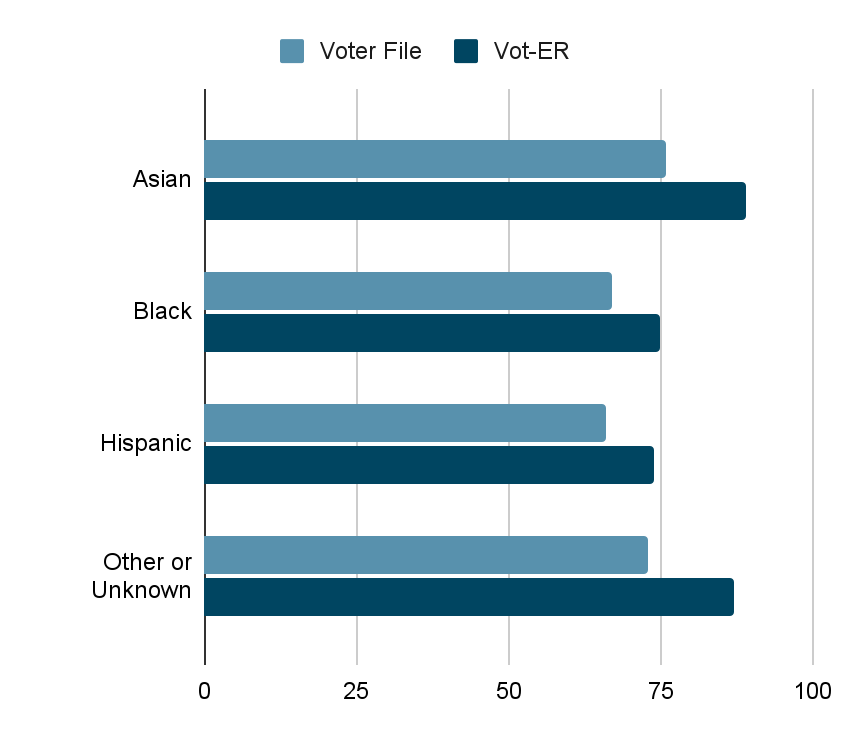 Voter File
Vot-ER
Asian
Black
Hispanic
Other or
Unknown
0
25
50
75
100